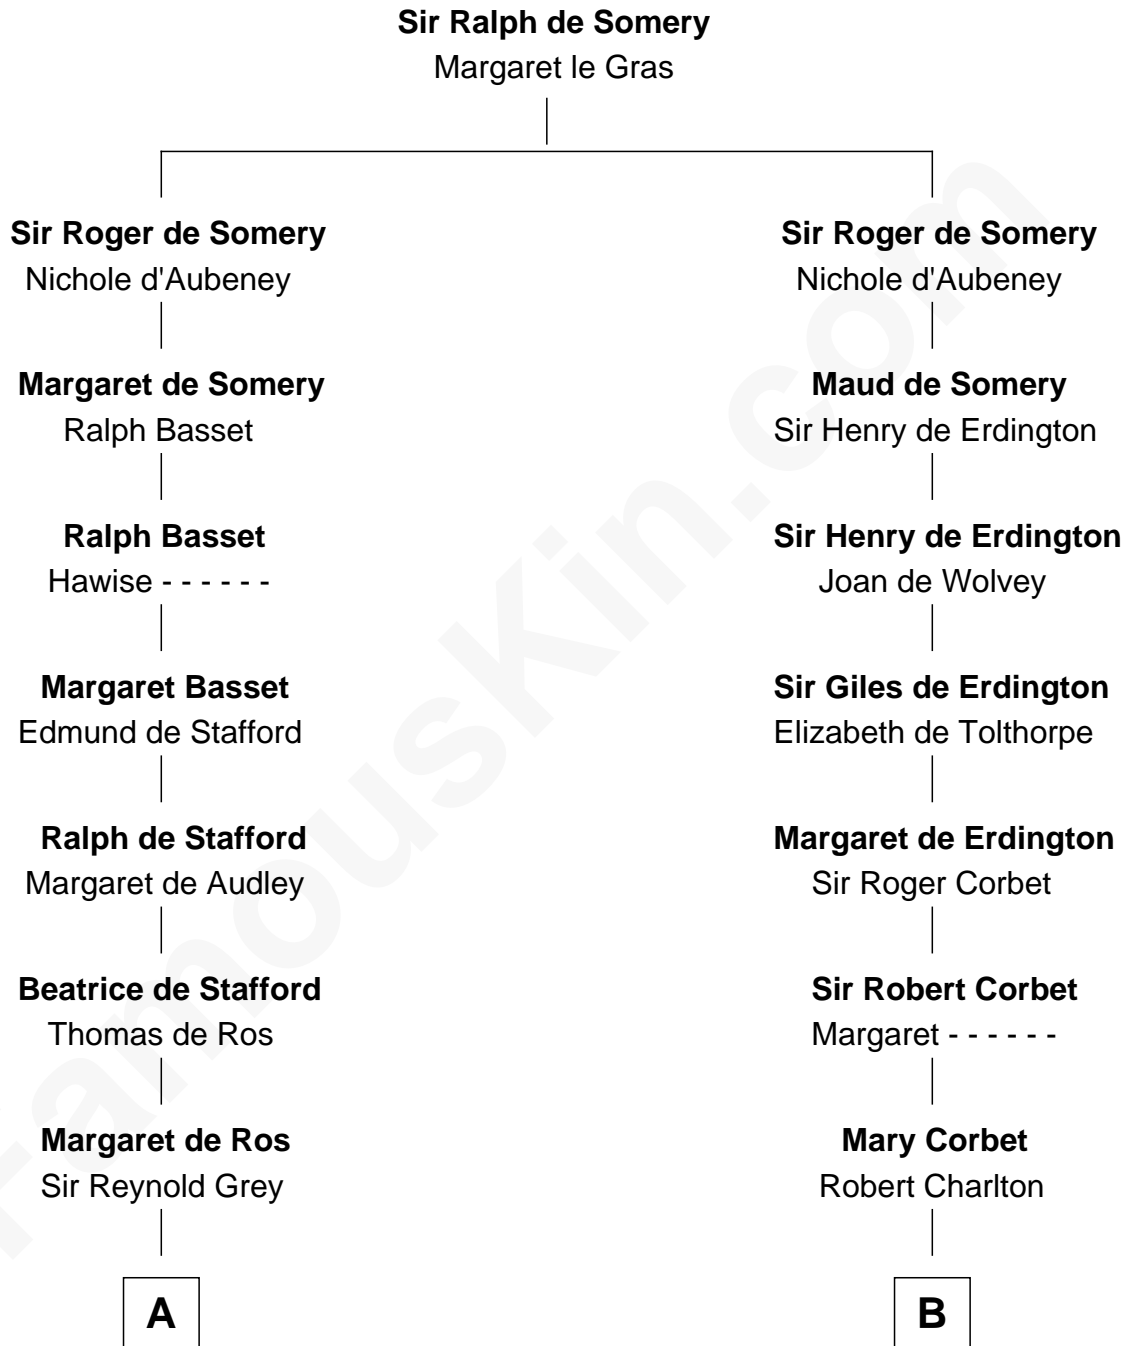 Sir Ralph de Somery
Margaret le Gras
Sir Roger de Somery
Nichole d'Aubeney
Margaret de Somery
Ralph Basset
Ralph Basset
Hawise - - - - - -
Margaret Basset
Edmund de Stafford
Ralph de Stafford
Margaret de Audley
Beatrice de Stafford
Thomas de Ros
Margaret de Ros
Sir Reynold Grey
A
Sir Roger de Somery
Nichole d'Aubeney
Maud de Somery
Sir Henry de Erdington
Sir Henry de Erdington
Joan de Wolvey
Sir Giles de Erdington
Elizabeth de Tolthorpe
Margaret de Erdington
Sir Roger Corbet
Sir Robert Corbet
Margaret - - - - - -
Mary Corbet
Robert Charlton
B
FamousKin.com